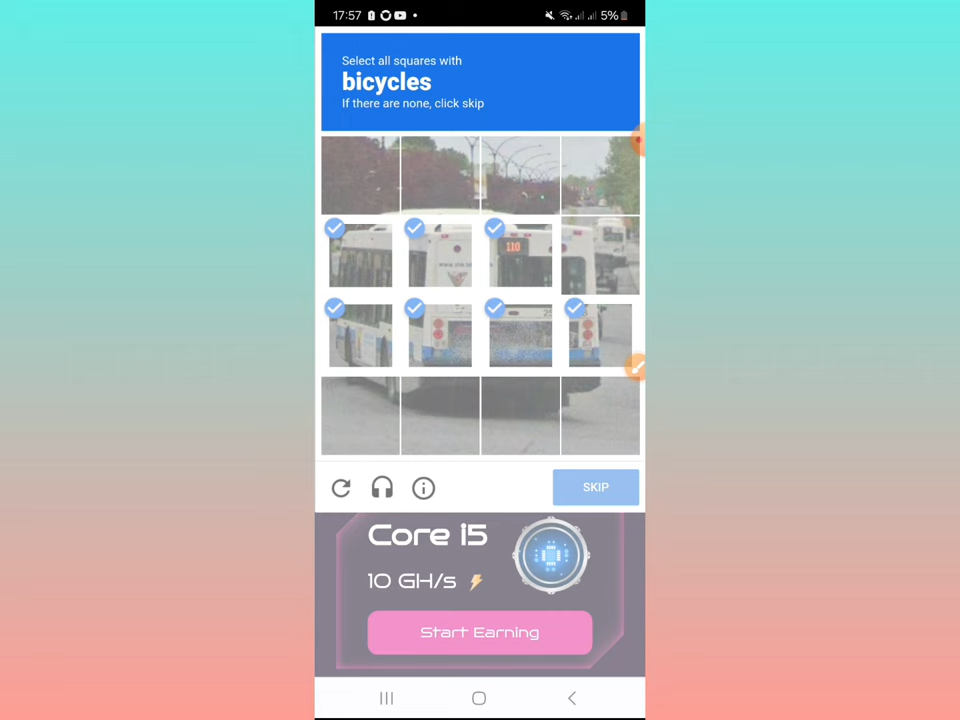 17:57
5%
Select all squares with
bicycles
If there are none, click skip
110
SKIP
Core i5
10 GH/s
Start Earning